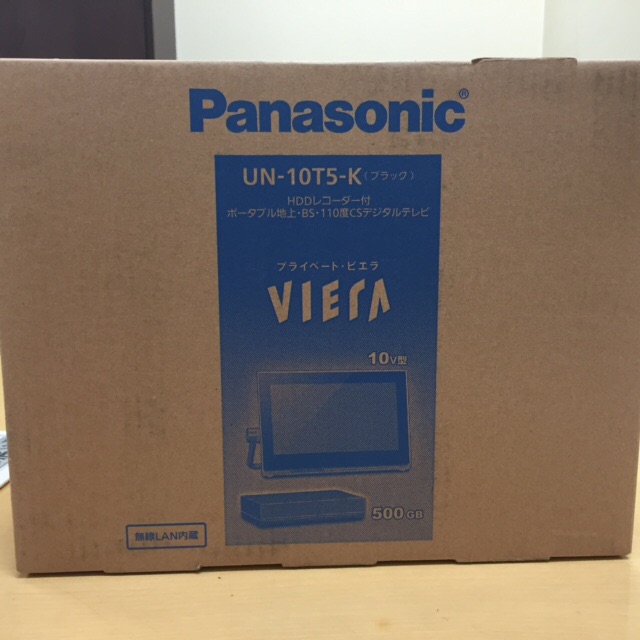 Panasonic®
UN-10T5-K（ブラック）
HDDレコーダー付
ポータブル地上・BS・110度CSデジタルテレビ
プライベート・ビエラ
VIERA
10V型
500GB
無線LAN内蔵